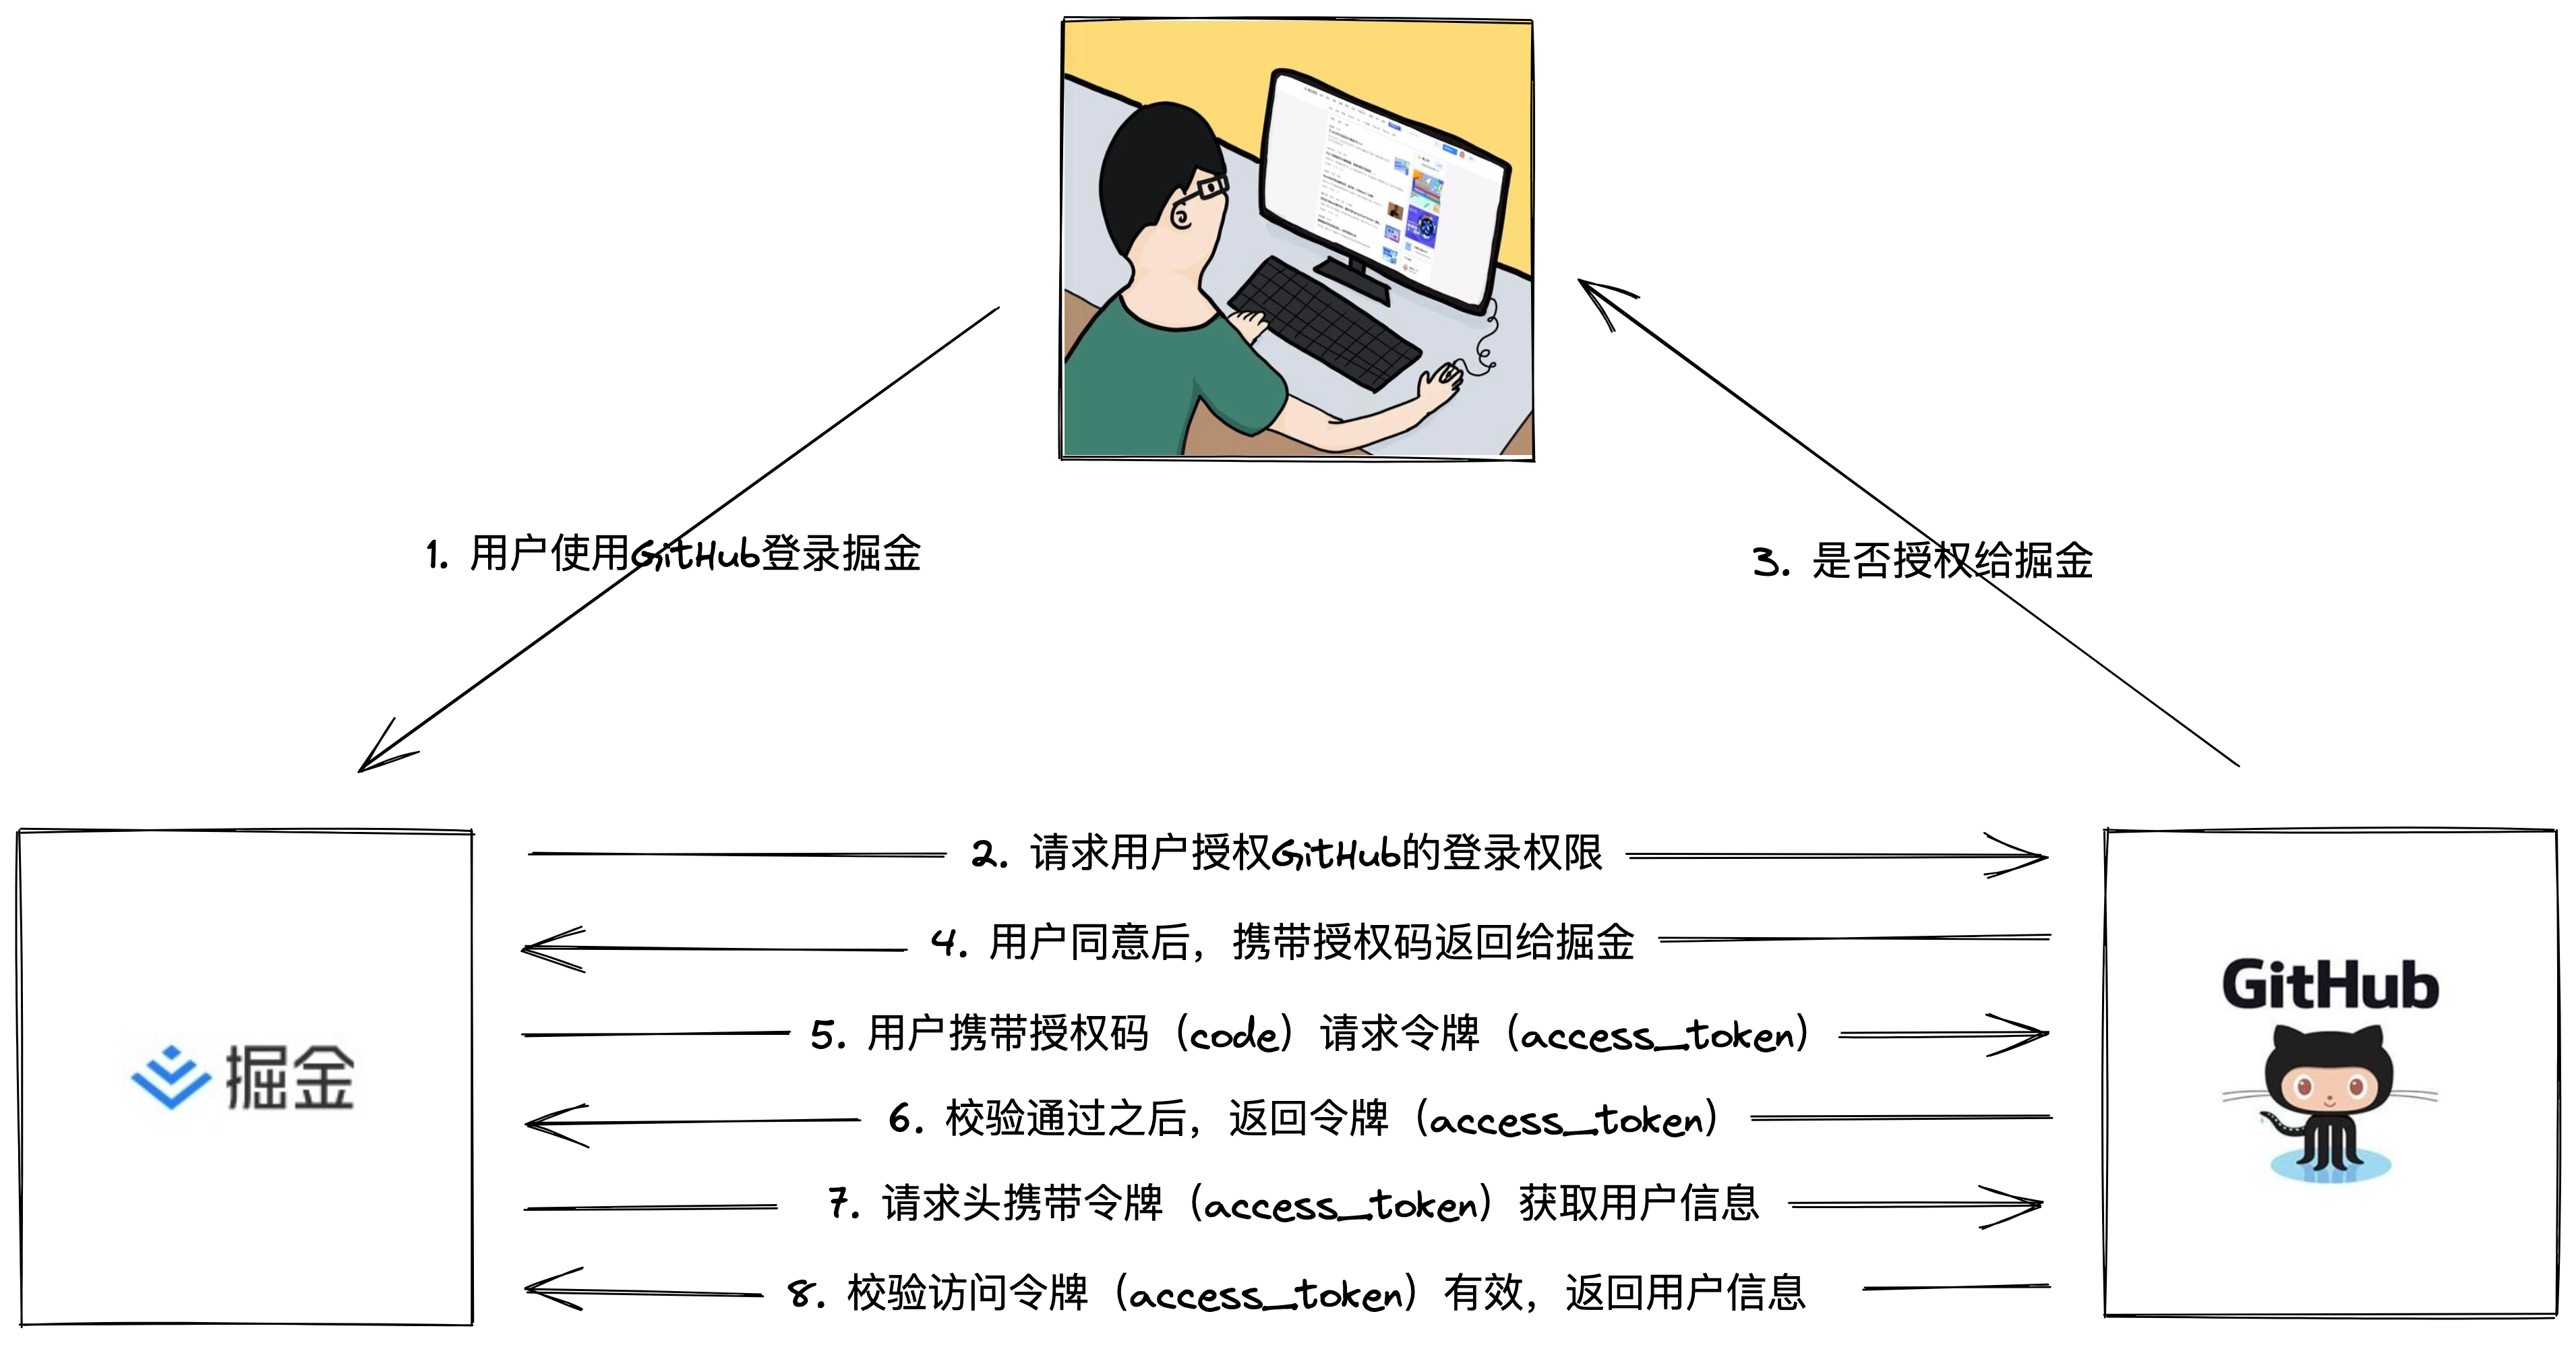 1. 用户使用GitHub登录掘金
3. 是否授权给掘金
2. 请求用户授权GitHub的登录权限
4. 用户同意后，携带授权码返回给掘金
5. 用户携带授权码（code）请求令牌（access_token）
6. 校验通过之后，返回令牌（access_token）
7. 请求头携带令牌（access_token）获取用户信息
8. 校验访问令牌（access_token）有效，返回用户信息
掘金
GitHub